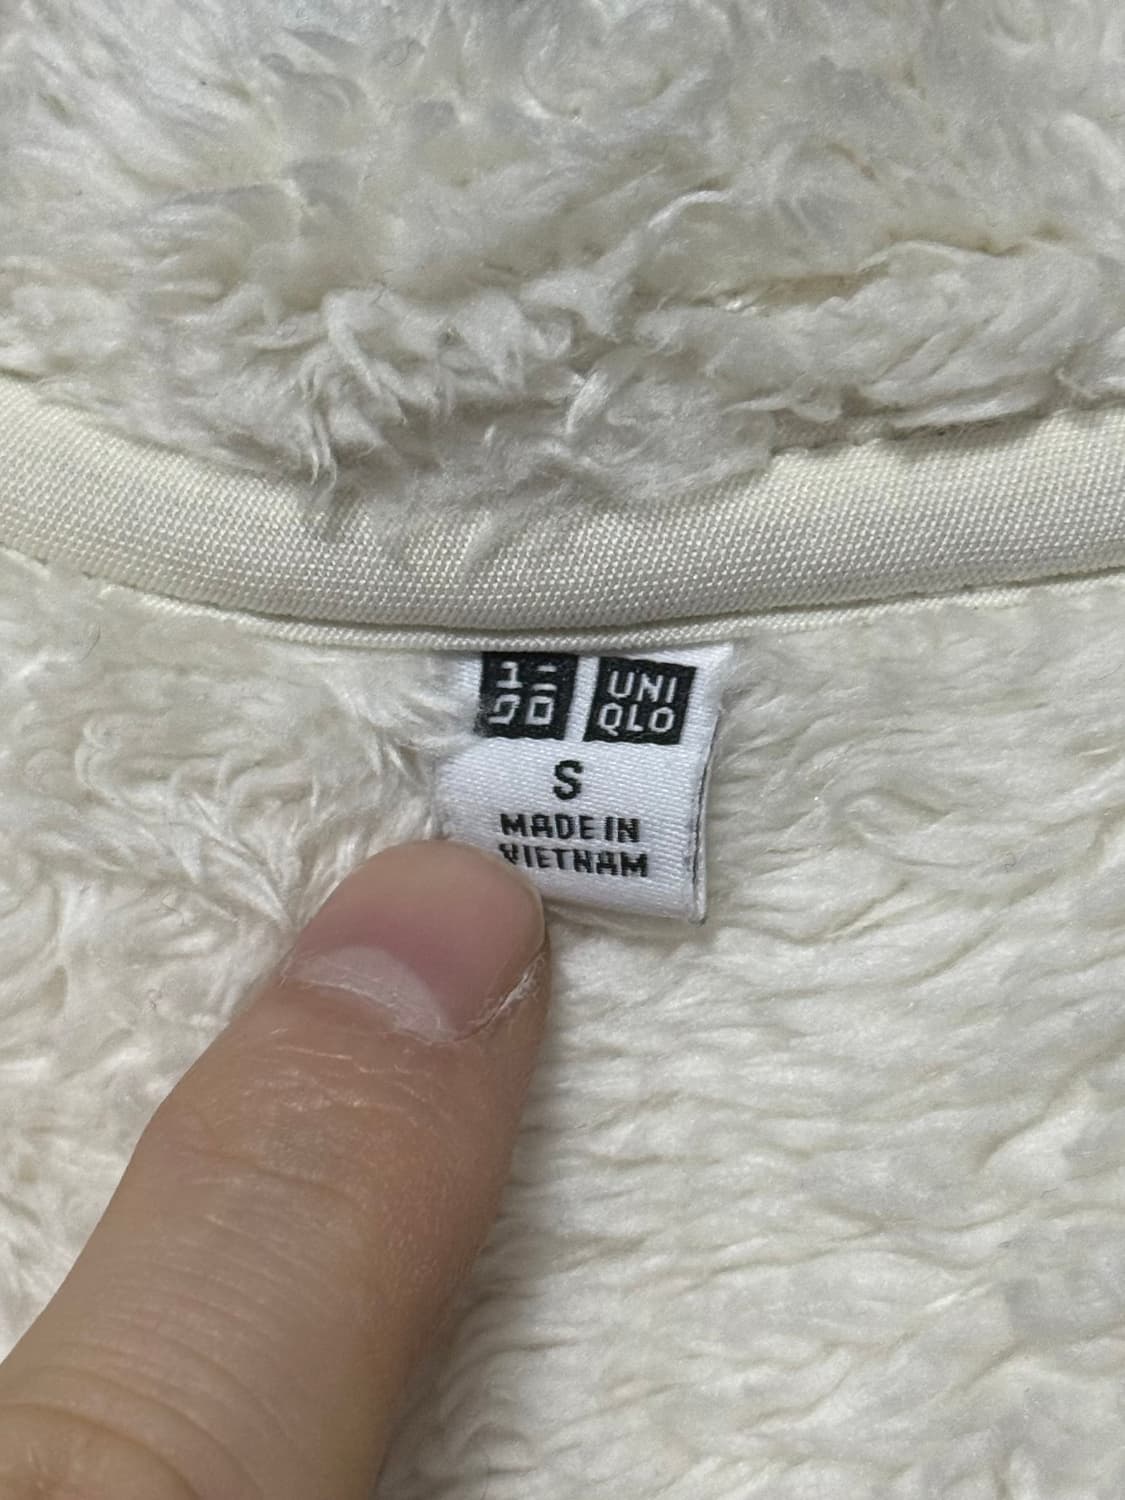 ユニ クロ
UNI
QLO
S
MADE IN
VIETNAM